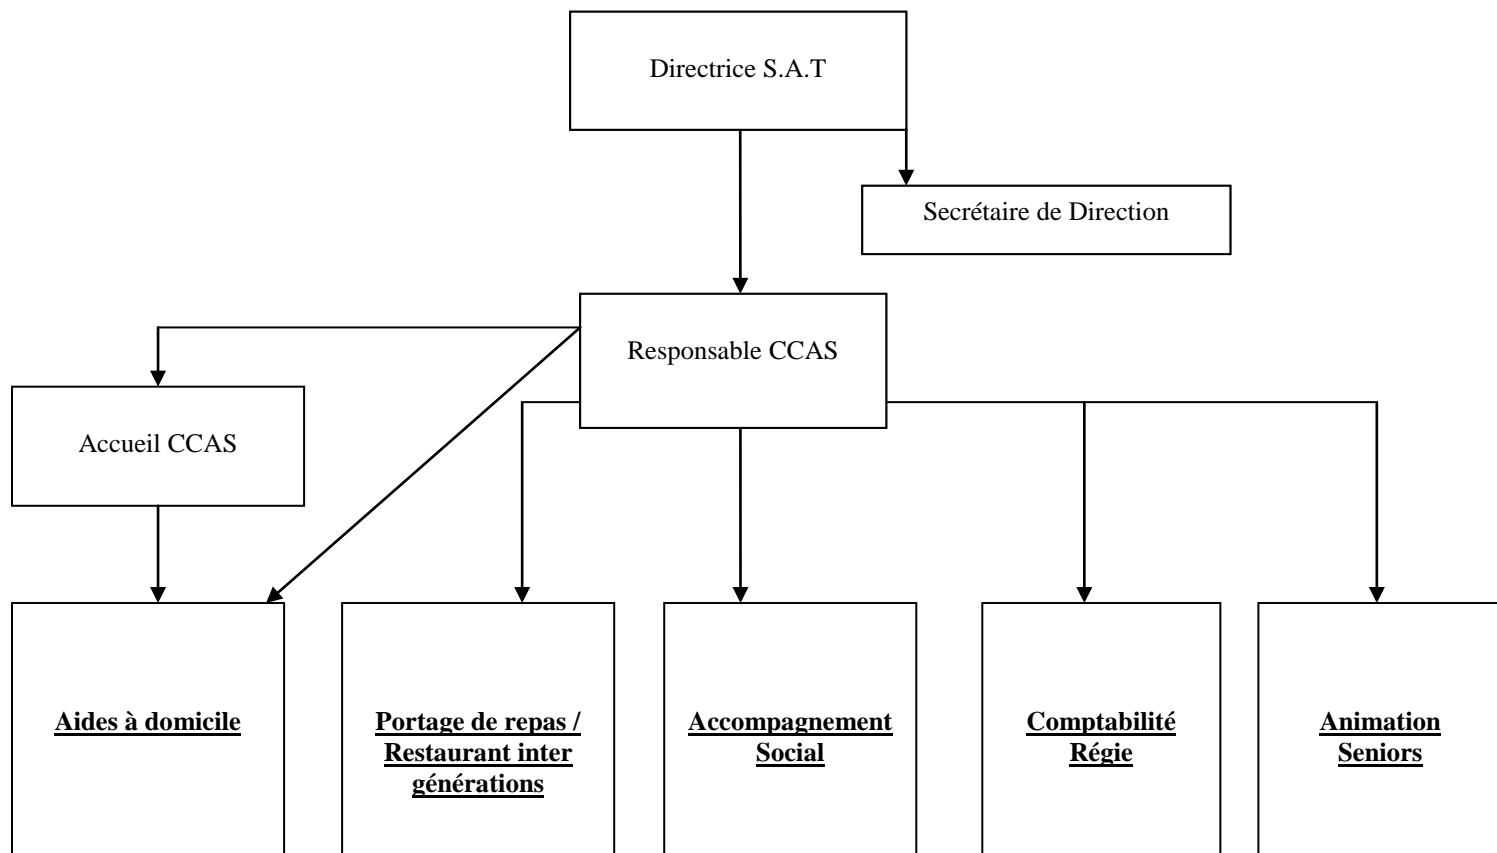 Directrice S.A.T
Secrétaire de Direction
Responsable CCAS
Accueil CCAS
Aides à domicile
Portage de repas /
Restaurant inter
générations
Accompagnement
Social
Comptabilité
Régie
Animation
Seniors